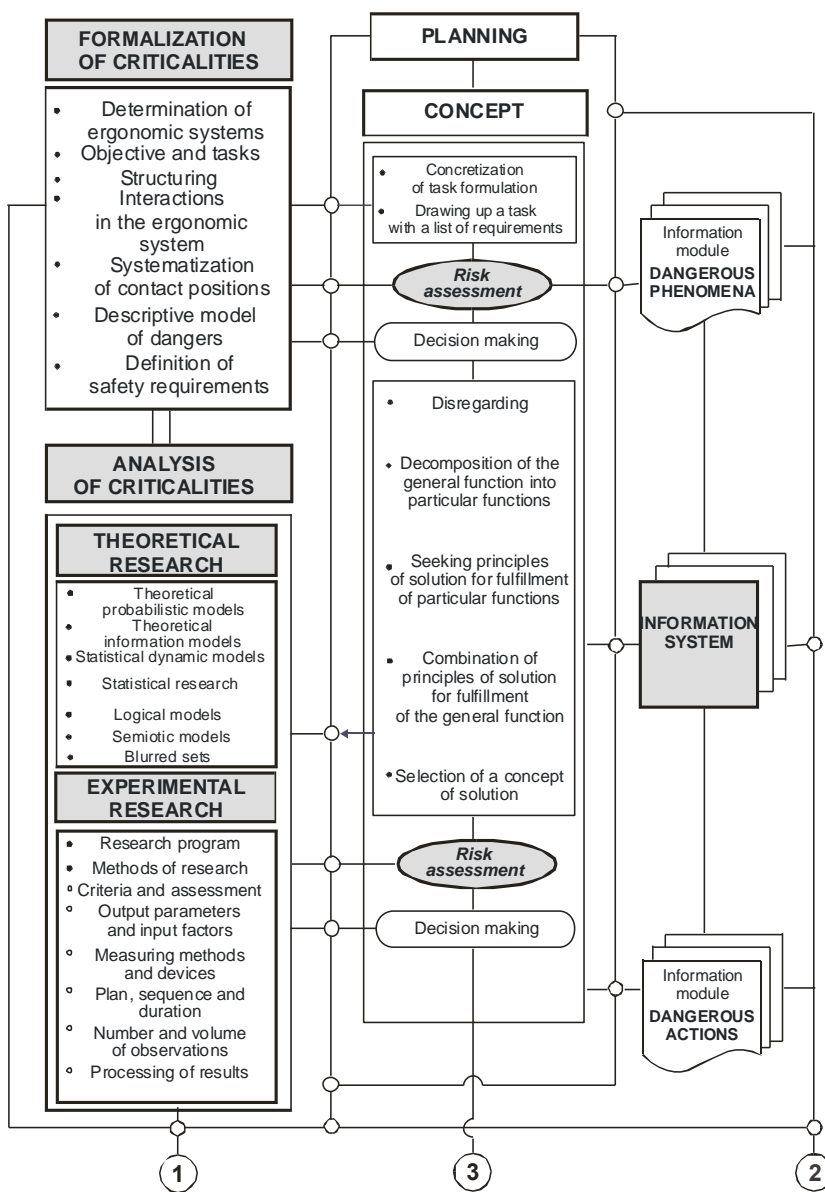 FORMALIZATION
OF CRITICALITIES
Determination of
ergonomic systems
Objective and tasks
Structuring
Interactions
in the ergonomic
system
Systematization
of contact positions
Descriptive model
of dangers
Definition of
safety requirements
ANALYSIS
OF CRITICALITIES
THEORETICAL
RESEARCH
Theoretical
probabilistic models
Theoretical
information models
Statistical dynamic models
Statistical research
Logical models
Semiotic models
Blurred sets
EXPERIMENTAL
RESEARCH
Research program
Methods of research
Criteria and assessment
Output parameters
and input factors
Measuring methods
and devices
Plan, sequence and
duration
Number and volume
of observations
Processing of results
1
PLANNING
CONCEPT
Concretization
of task formulation
Drawing up a task
with a list of requirements
Risk
assessment
Decision making
Disregarding
Decomposition of the
general function into
particular functions
Seeking principles
of solution for fulfillment
of particular functions
Combination of
principles of solution
for fulfillment
of the general function
Selection of a concept
of solution
Risk
assessment
Decision making
3
Information
module
DANGEROUS
PHENOMENA
INFORMATION
SYSTEM
Information
module
DANGEROUS
ACTIONS
2